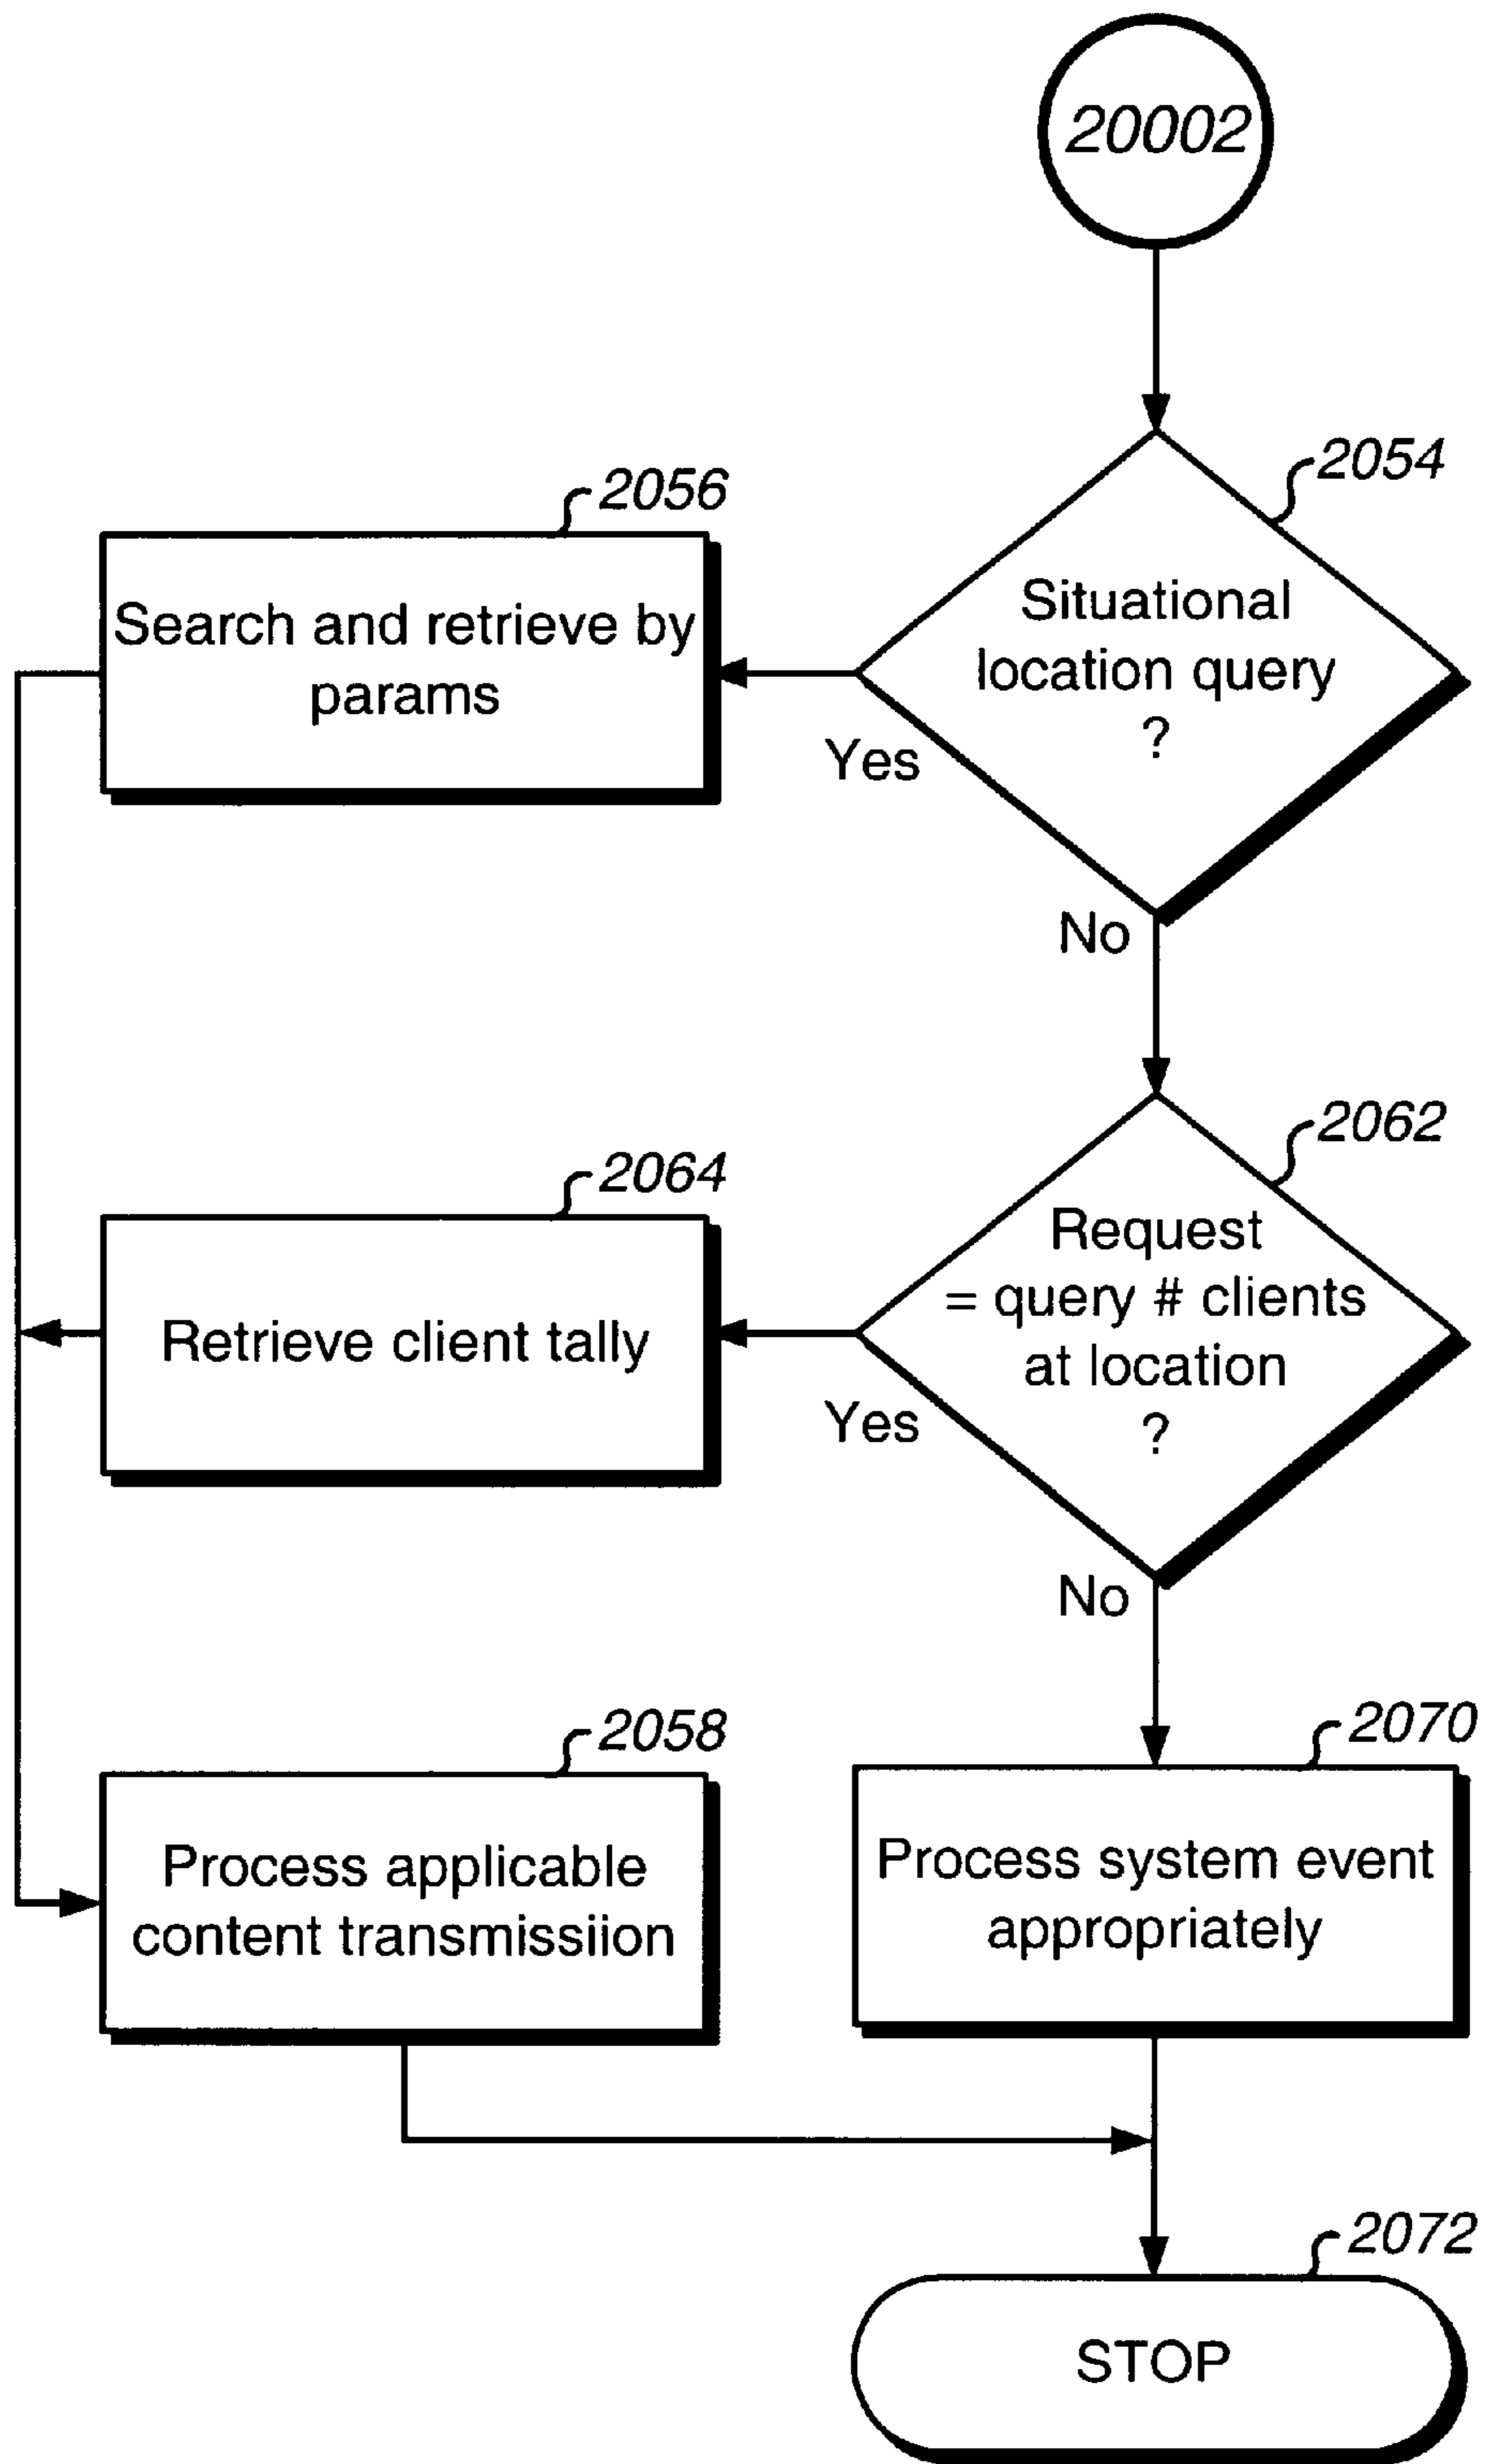 20002
2054
Situational
location query
?
Yes
No
2056
Search and retrieve by
params
2062
Request
= query # clients
at location
?
Yes
No
2064
Retrieve client tally
2058
Process applicable
content transmissiion
2070
Process system event
appropriately
2072
STOP